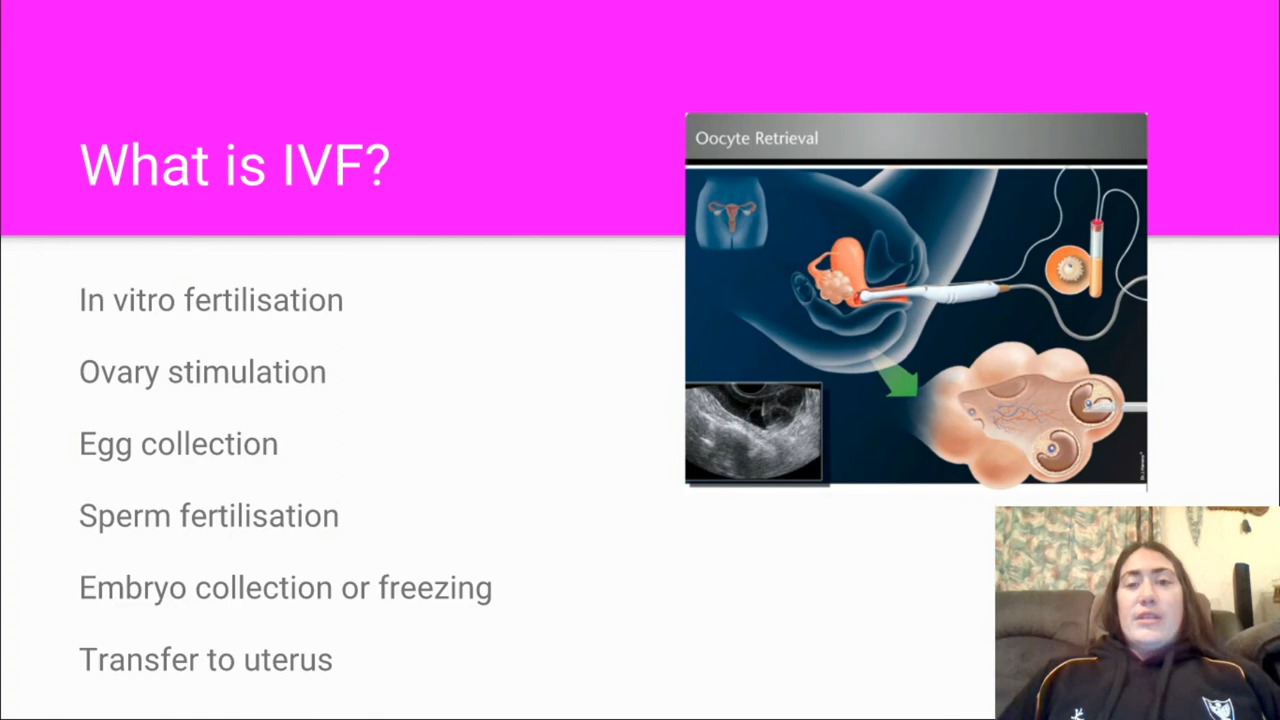 What is IVF?
Oocyte Retrieval
In vitro fertilisation
Ovary stimulation
Egg collection
Sperm fertilisation
Embryo collection or freezing
Transfer to uterus